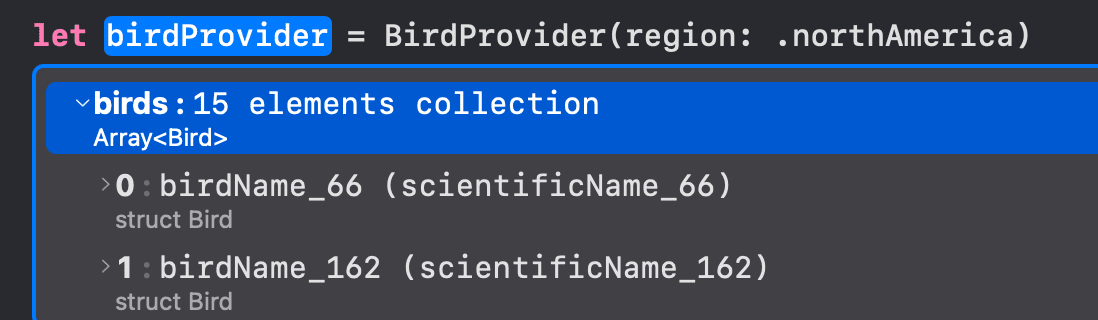 let birdProvider = BirdProvider(region: .northAmerica)
birds: 15 elements collection
Array<Bird>
0: birdName_66 (scientificName_66)
struct Bird
1: birdName_162 (scientificName_162)
struct Bird